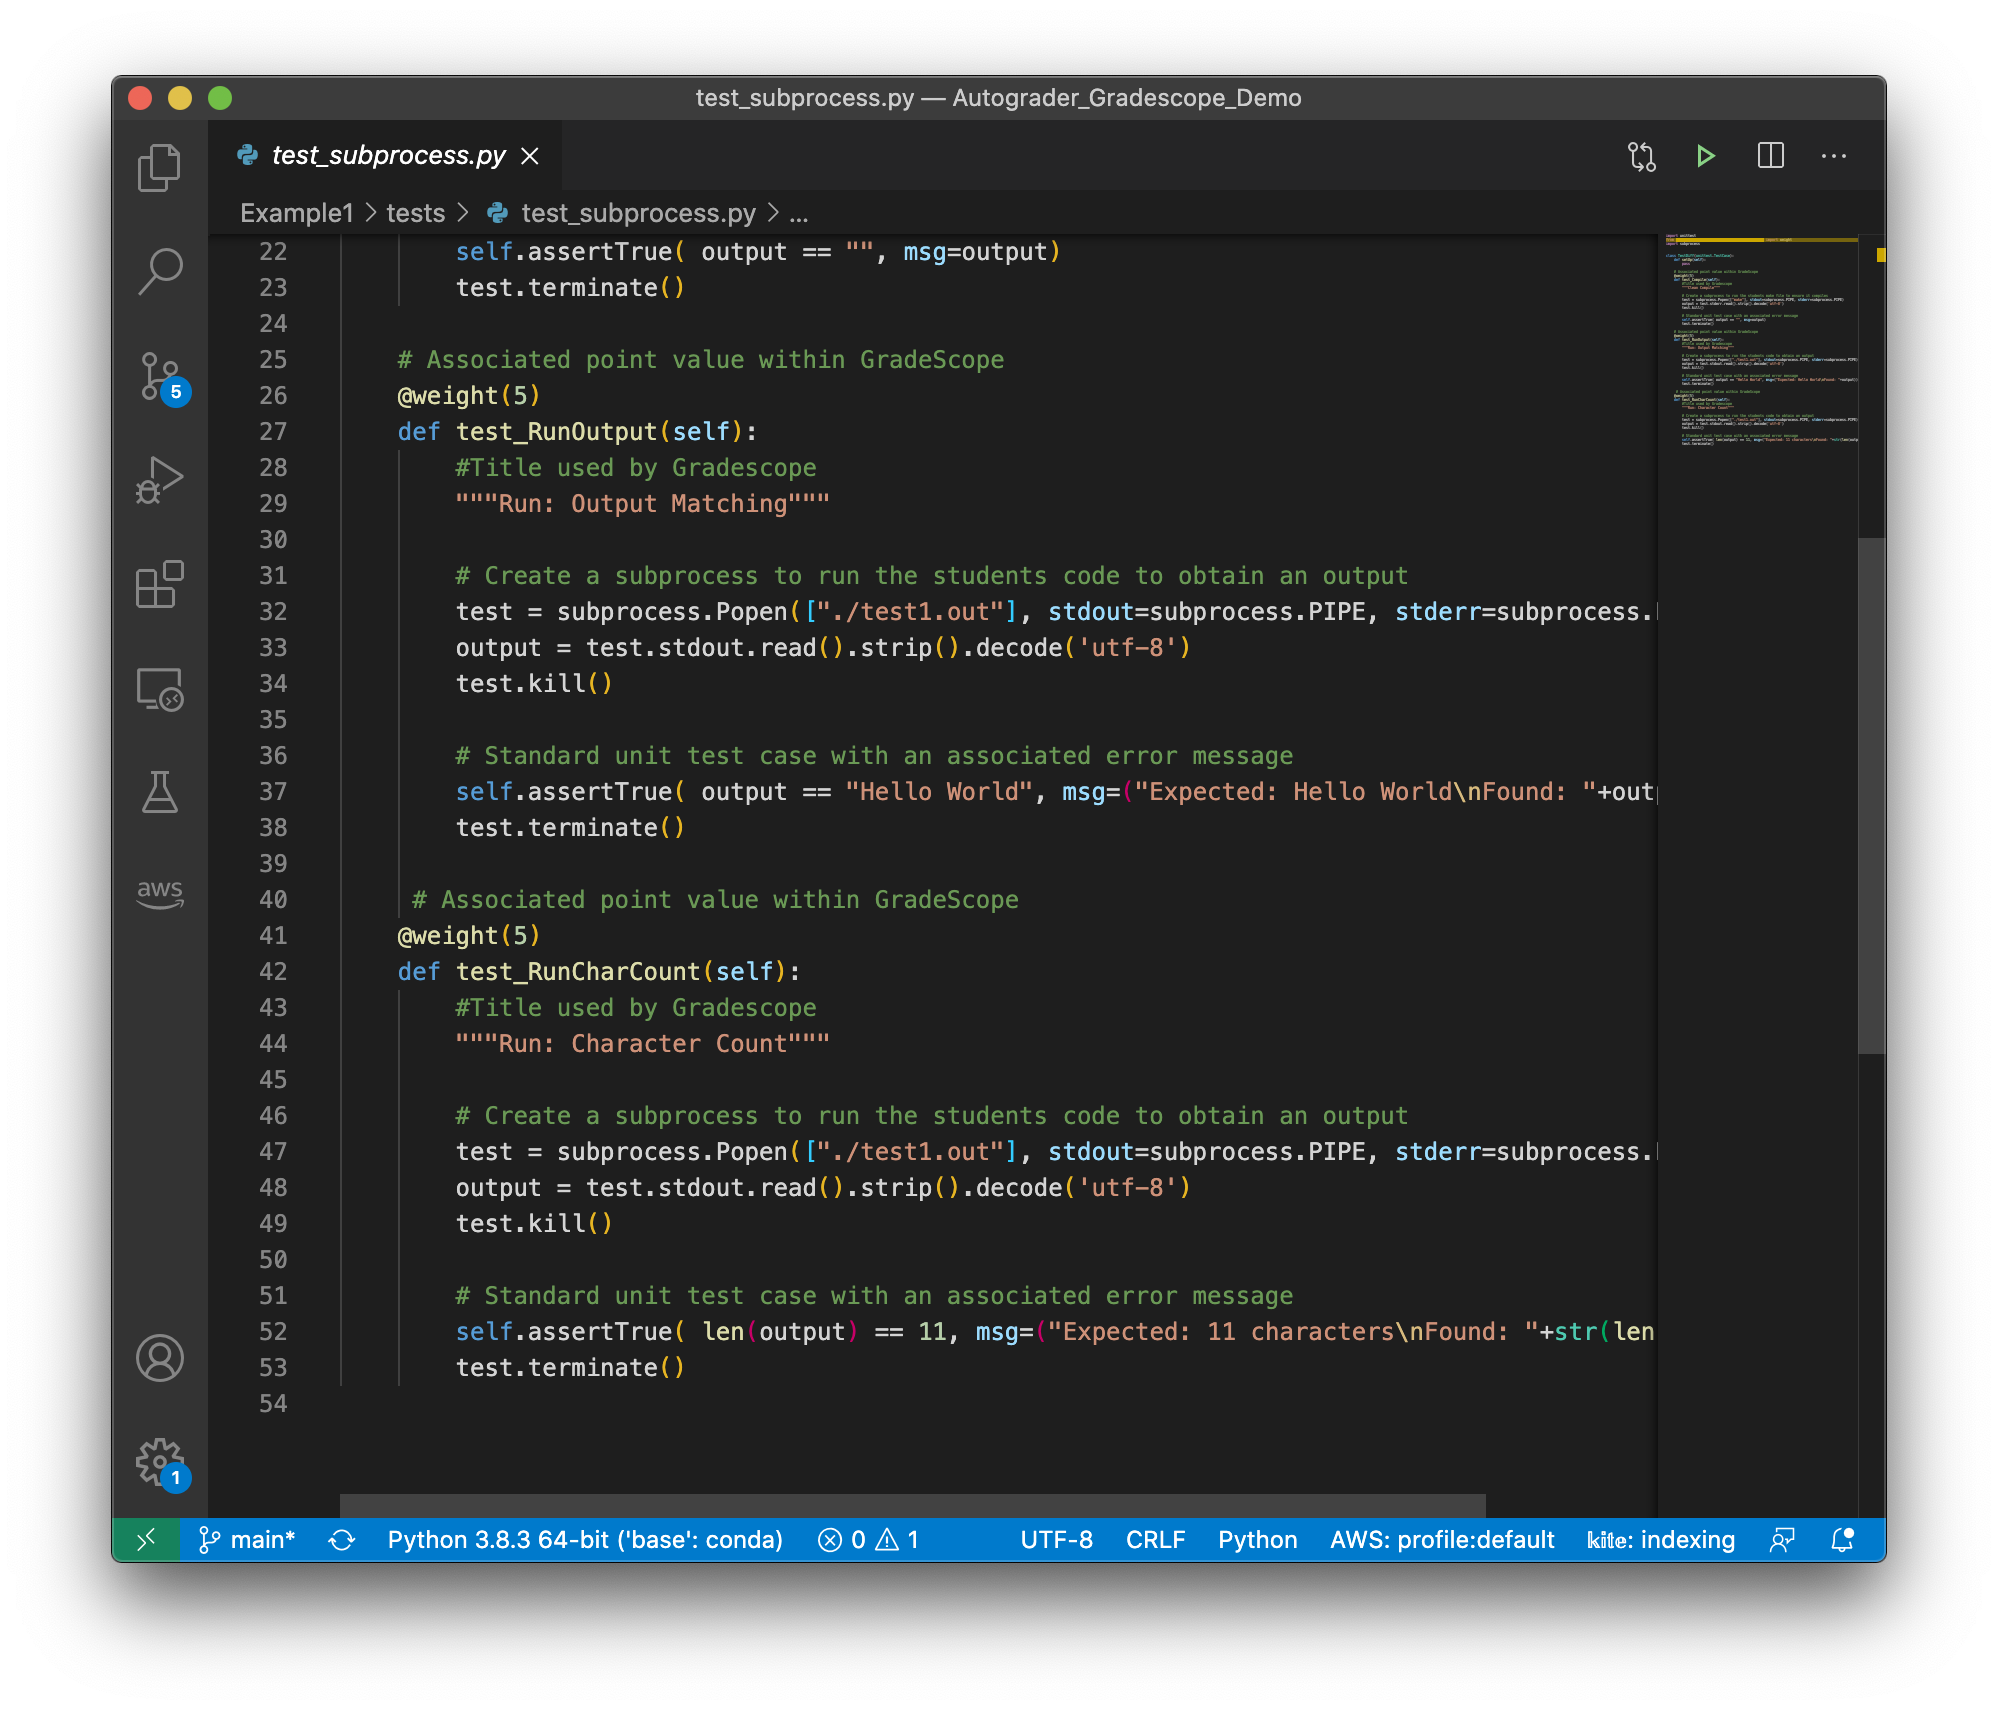 test_subprocess.py — Autograder_Gradescope_Demo
test_subprocess.py
Example1 > tests > test_subprocess.py > ...
22 self.assertTrue( output == "", msg=output)
23 test.terminate()
24
25 # Associated point value within GradeScope
26 @weight(5)
27 def test_RunOutput(self):
28 #Title used by Gradescope
29 """Run: Output Matching"""
30
31 # Create a subprocess to run the students code to obtain an output
32 test = subprocess.Popen(["./test1.out"], stdout=subprocess.PIPE, stderr=subprocess.
33 output = test.stdout.read().strip().decode('utf-8')
34 test.kill()
35
36 # Standard unit test case with an associated error message
37 self.assertTrue( output == "Hello World", msg=("Expected: Hello World\nFound: "+outp
38 test.terminate()
39
40 # Associated point value within GradeScope
41 @weight(5)
42 def test_RunCharCount(self):
43 #Title used by Gradescope
44 """Run: Character Count"""
45
46 # Create a subprocess to run the students code to obtain an output
47 test = subprocess.Popen(["./test1.out"], stdout=subprocess.PIPE, stderr=subprocess.
48 output = test.stdout.read().strip().decode('utf-8')
49 test.kill()
50
51 # Standard unit test case with an associated error message
52 self.assertTrue( len(output) == 11, msg=("Expected: 11 characters\nFound: "+str(len
53 test.terminate()
54
5
aws
1
main* Python 3.8.3 64-bit ('base': conda) 0 1 UTF-8 CRLF Python AWS: profile:default kite: indexing